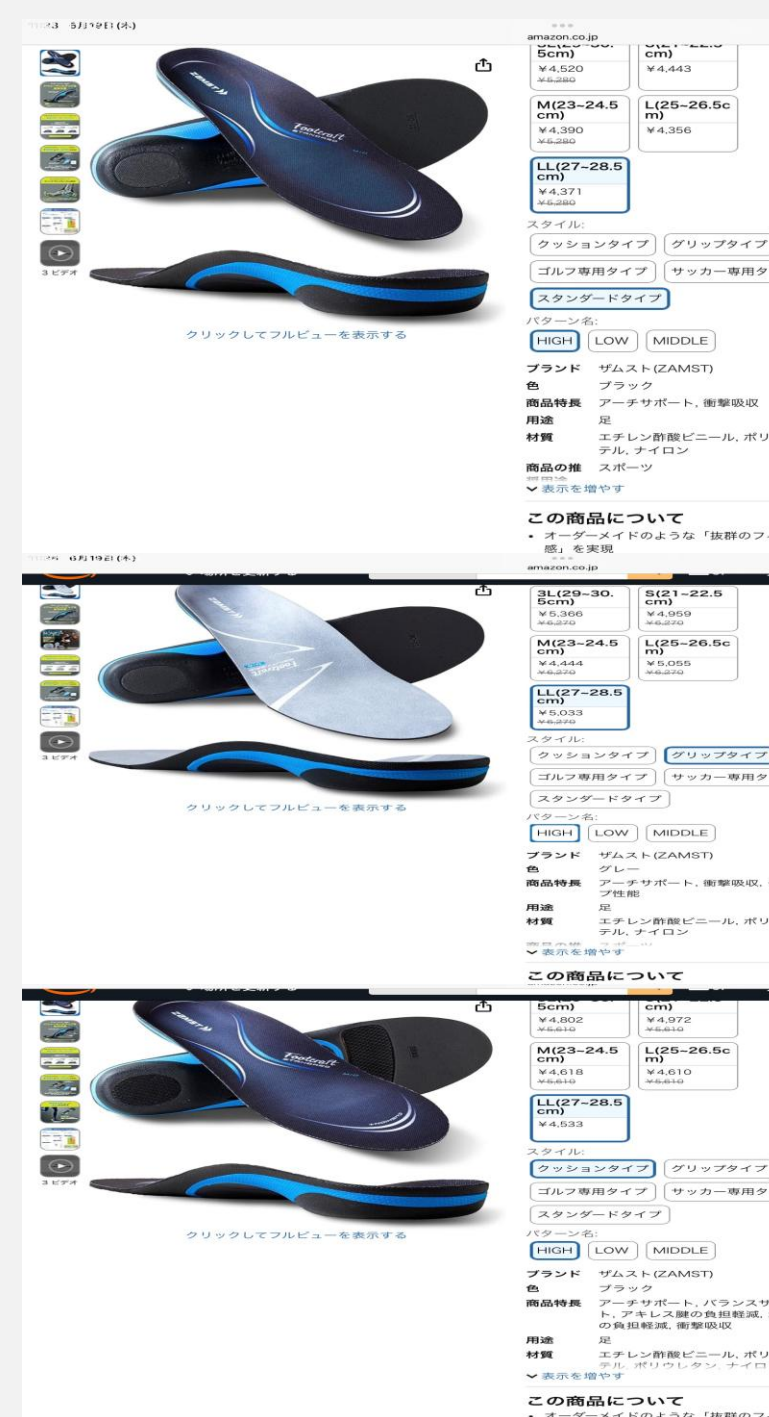 6月19日(木)
amazon.co.jp
5cm)
cm)
¥4,520
¥4,443
¥5,280
M(23~24.5
cm)
L(25~26.5c
m)
¥4,390
¥4,356
¥5,280
LL(27~28.5
cm)
¥4,371
¥5,280
ZAMST
Footcraft
STANDARD
3 ビデオ
クリックしてフルビューを表示する
スタイル:
クッションタイプ
グリップタイプ
ゴルフ専用タイプ
サッカー専用タ
スタンダードタイプ
パターン名:
HIGH
LOW
MIDDLE
ブランド ザムスト(ZAMST)
色 ブラック
商品特長 アーチサポート, 衝撃吸収
用途 足
材質 エチレン酢酸ビニール, ポリ
テル, ナイロン
商品の推 スポーツ
表示を増やす
この商品について
• オーダーメイドのような「抜群のフ
感」を実現
6月19日(木)
amazon.co.jp
3L(29~30.
5cm)
S(21~22.5
cm)
¥5,366
¥4,959
¥6,270
¥6,270
M(23~24.5
cm)
L(25~26.5c
m)
¥4,444
¥5,055
¥6,270
¥6,270
LL(27~28.5
cm)
¥5,033
¥6,270
ZAMST
Footcraft
3 ビデオ
クリックしてフルビューを表示する
スタイル:
クッションタイプ
グリップタイプ
ゴルフ専用タイプ
サッカー専用タ
スタンダードタイプ
パターン名:
HIGH
LOW
MIDDLE
ブランド ザムスト(ZAMST)
色 グレー
商品特長 アーチサポート, 衝撃吸収,
プ性能
用途 足
材質 エチレン酢酸ビニール, ポリ
テル, ナイロン
表示を増やす
この商品について
5cm)
cm)
¥4,802
¥4,972
¥5,610
¥5,610
M(23~24.5
cm)
L(25~26.5c
m)
¥4,618
¥4,610
¥5,610
¥5,610
LL(27~28.5
cm)
¥4,533
ZAMST
Footcraft
STANDARD
3 ビデオ
クリックしてフルビューを表示する
スタイル:
クッションタイプ
グリップタイプ
ゴルフ専用タイプ
サッカー専用タ
スタンダードタイプ
パターン名:
HIGH
LOW
MIDDLE
ブランド ザムスト(ZAMST)
色 ブラック
商品特長 アーチサポート, バランスサ
ト, アキレス腱の負担軽減,
の負担軽減, 衝撃吸収
用途 足
材質 エチレン酢酸ビニール, ポリ
テル, ポリウレタン, ナイロ
表示を増やす
この商品について
• オーダーメイドのような「抜群のフ